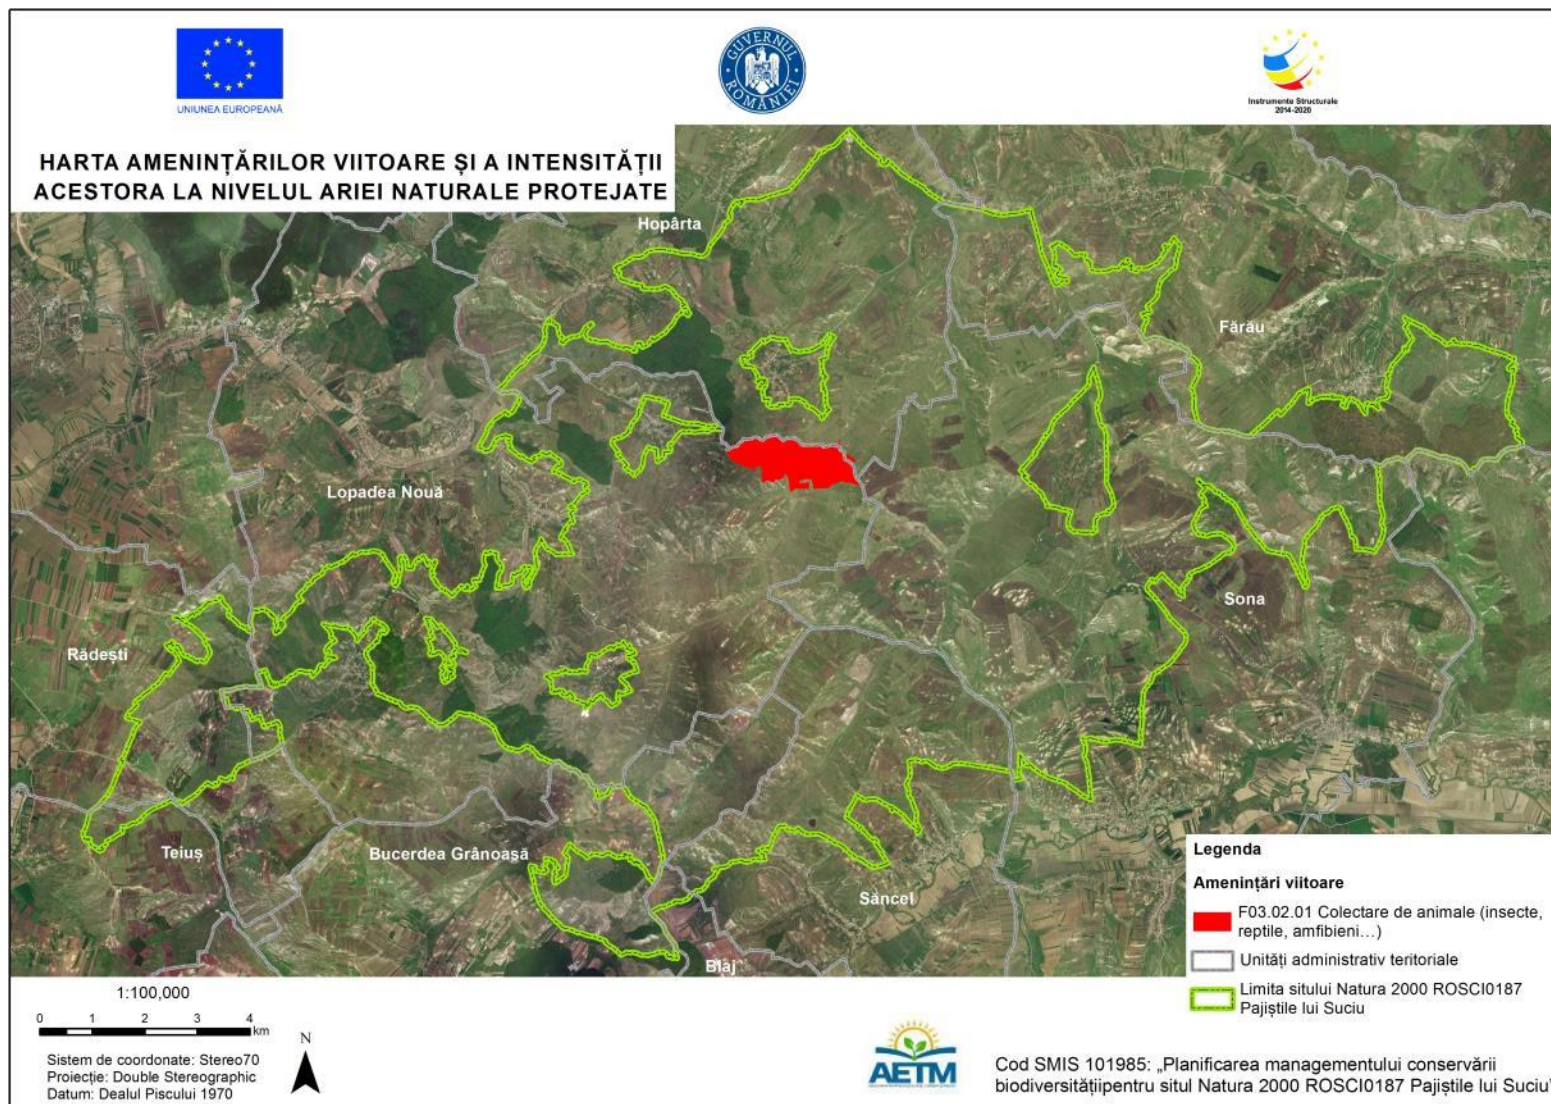 UNIUNEA EUROPEANĂ
GUVERNUL ROMÂNIEI
Instrumente Structurale
2014-2020
HARTA AMENINȚĂRILOR VIITOARE ȘI A INTENSITĂȚII
ACESTORA LA NIVELUL ARIEI NATURALE PROTEJATE
Hopârta
Fărău
Lopadea Nouă
Sona
Rădești
Teiuș
Bucerdea Grânoasă
Sâncel
Blaj
Legenda
Amenințări viitoare
F03.02.01 Colectare de animale (insecte,
reptile, amfibieni…)
Unități administrativ teritoriale
Limita sitului Natura 2000 ROSCI0187
Pajiștile lui Suciu
1:100,000
0 1 2 3 4
km
N
Sistem de coordonate: Stereo70
Proiecție: Double Stereographic
Datum: Dealul Piscului 1970
AETM
Cod SMIS 101985: „Planificarea managementului conservării
biodiversitățiipentru situl Natura 2000 ROSCI0187 Pajiștile lui Suciu"